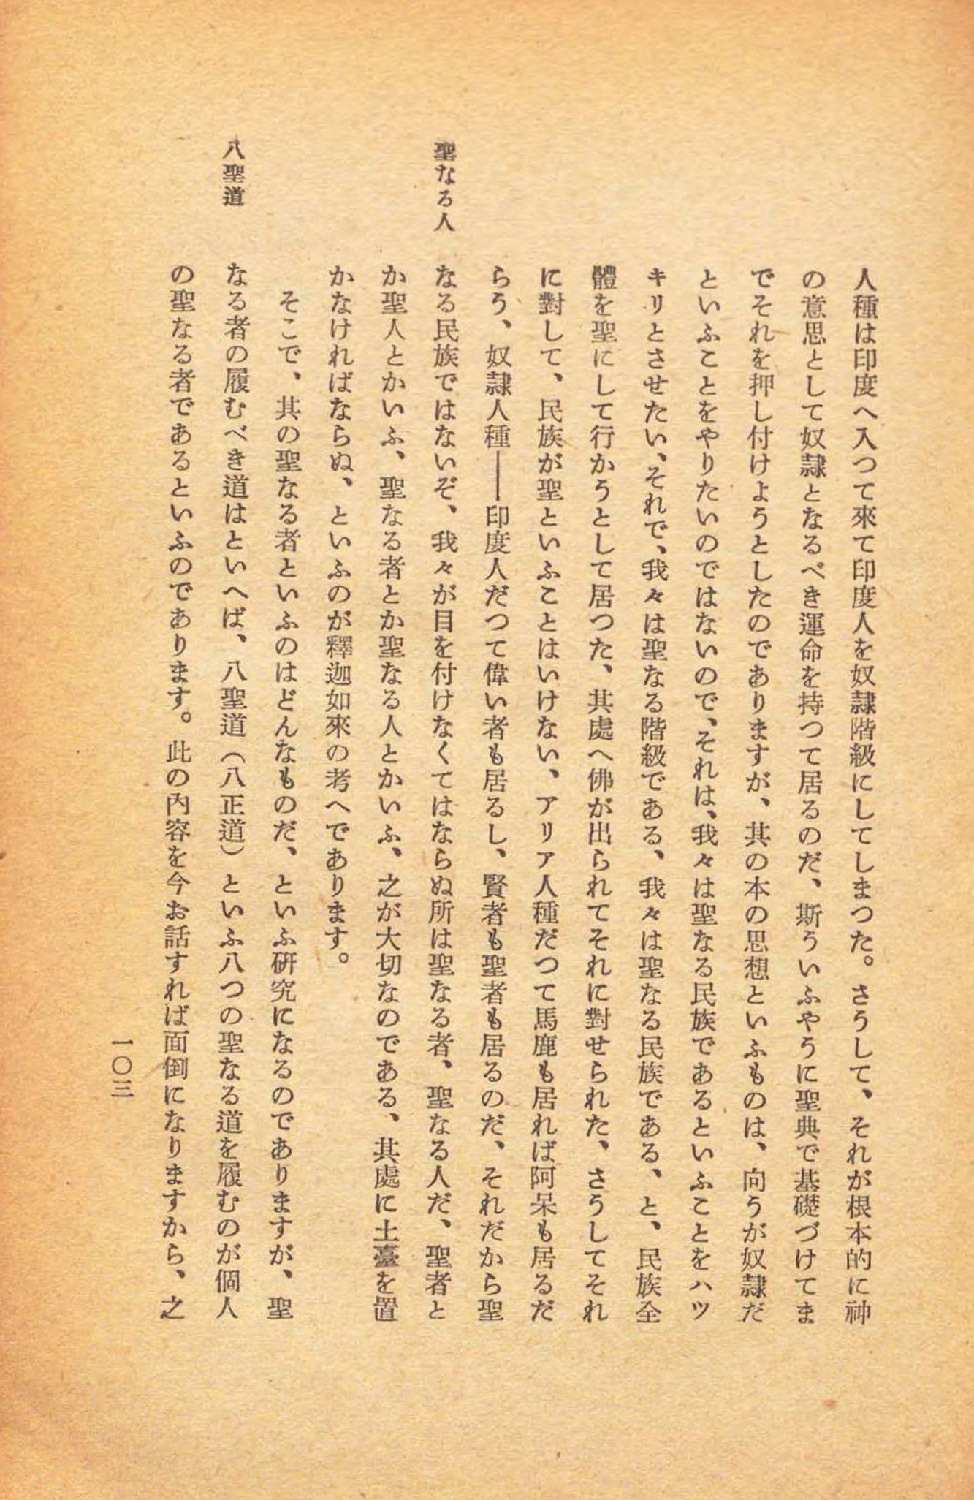 人種は印度へ入つて來て印度人を奴隷階級にしてしまつた。さうして、それが根本的に神
の意思として奴隷となるべき運命を持つて居るのだ、斯ういふやうに聖典で基礎づけてま
でそれを押し付けようとしたのでありますが、其の本の思想といふものは、向うが奴隷だ
といふことをやりたいのではないので、それは、我々は聖なる民族であるといふことをハツ
キリとさせたい、それで、我々は聖なる階級である、我々は聖なる民族である、と、民族全
體を聖にして行かうとして居つた、其處へ佛が出られてそれに對せられた、さうしてそれ
に對して、民族が聖といふことはいけない、アリア人種だつて馬鹿も居れば阿呆も居るだ
らう、奴隷人種――印度人だつて偉い者も居るし、賢者も聖者も居るのだ、それだから聖
聖なる人
なる民族ではないぞ、我々が目を付けなくてはならぬ所は聖なる者、聖なる人だ、聖者と
か聖人とかいふ、聖なる者とか聖なる人とかいふ、之が大切なのである、其處に土臺を置
かなければならぬ、といふのが釋迦如來の考へであります。
そこで、其の聖なる者といふのはどんなものだ、といふ研究になるのでありますが、聖
八聖道
なる者の履むべき道はといへば、八聖道（八正道）といふ八つの聖なる道を履むのが個人
の聖なる者であるといふのであります。此の內容を今お話すれば面倒になりますから、之
一〇三